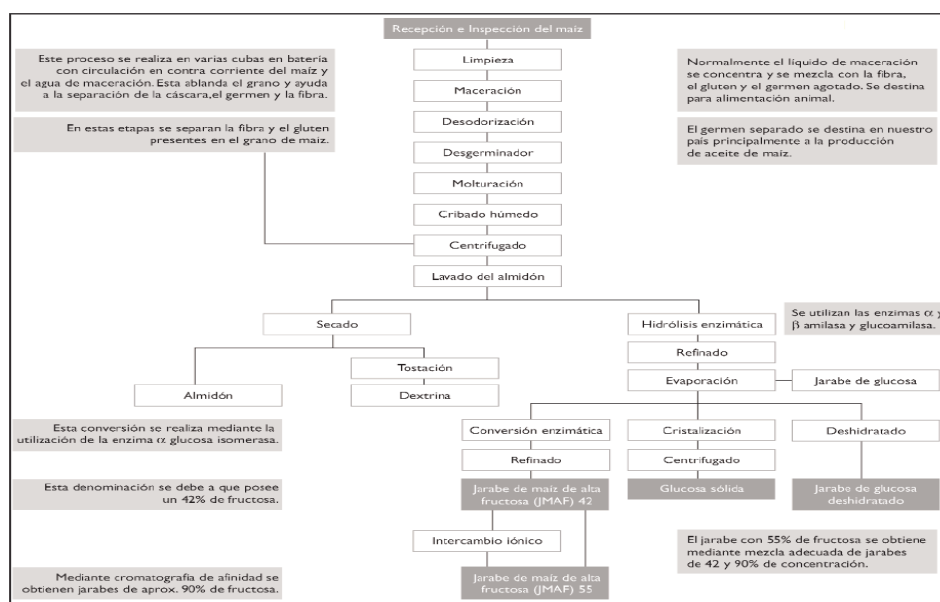 Recepción e Inspección del maíz
Este proceso se realiza en varias cubas en batería
con circulación en contra corriente del maíz y
el agua de maceración. Esta ablanda el grano y ayuda
a la separación de la cáscara, el germen y la fibra.
Limpieza
Normalmente el líquido de maceración
se concentra y se mezcla con la fibra,
el gluten y el germen agotado. Se destina
para alimentación animal.
Maceración
En estas etapas se separan la fibra y el gluten
presentes en el grano de maíz.
Desodorización
El germen separado se destina en nuestro
país principalmente a la producción
de aceite de maíz.
Desgerminador
Molturación
Cribado húmedo
Centrifugado
Lavado del almidón
Secado
Hidrólisis enzimática
Se utilizan las enzimas α y
β amilasa y glucoamilasa.
Refinado
Tostación
Almidón
Dextrina
Evaporación
Jarabe de glucosa
Esta conversión se realiza mediante la
utilización de la enzima α glucosa isomerasa.
Conversión enzimática
Cristalización
Deshidratado
Refinado
Centrifugado
Esta denominación se debe a que posee
un 42% de fructosa.
Jarabe de maíz de alta
fructosa (JMAF) 42
Glucosa sólida
Jarabe de glucosa
deshidratado
Intercambio iónico
El jarabe con 55% de fructosa se obtiene
mediante mezcla adecuada de jarabes
de 42 y 90% de concentración.
Mediante cromatografía de afinidad se
obtienen jarabes de aprox. 90% de fructosa.
Jarabe de maíz de alta
fructosa (JMAF) 55